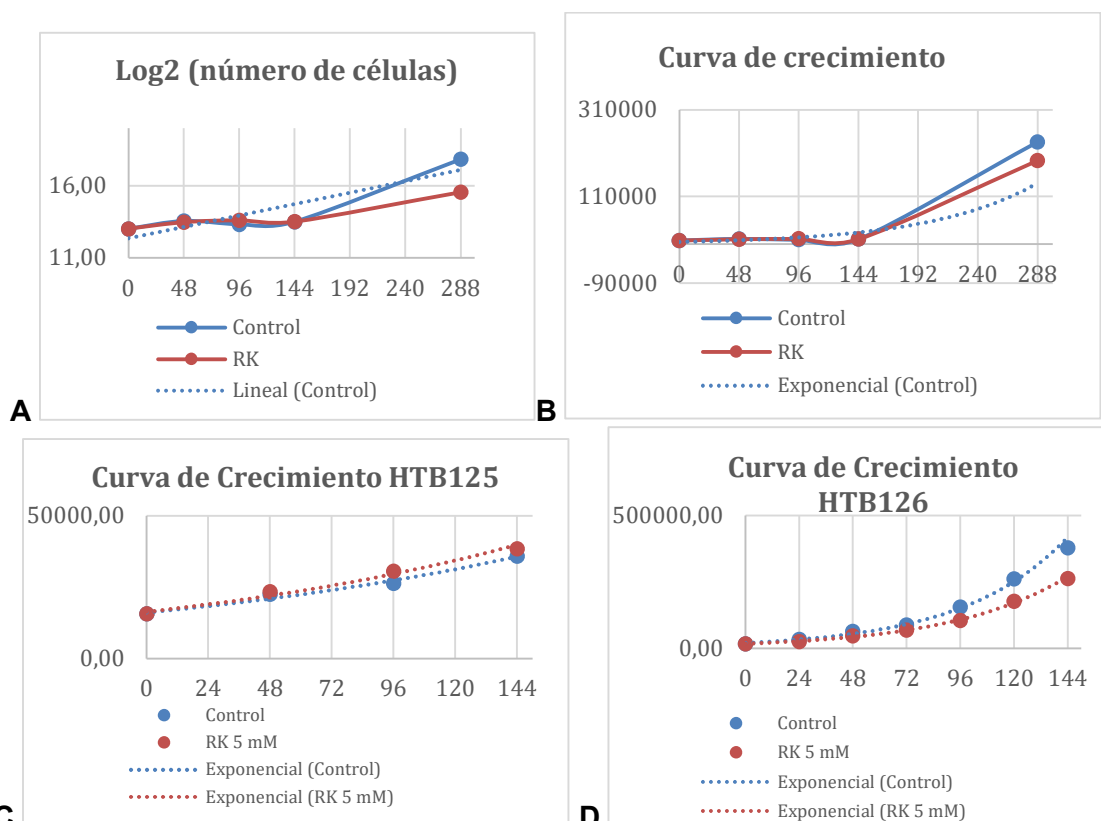 Log2 (número de células)
16,00
11,00
0 48 96 144 192 240 288
Control
RK
Lineal (Control)
A
Curva de crecimiento
310000
110000
-90000
0 48 96 144 192 240 288
Control
RK
Exponencial (Control)
B
Curva de Crecimiento HTB125
50000,00
0,00
0 24 48 72 96 120 144
Control
RK 5 mM
Exponencial (Control)
Exponencial (RK 5 mM)
C
Curva de Crecimiento
HTB126
500000,00
0,00
0 24 48 72 96 120 144
Control
RK 5 mM
Exponencial (Control)
Exponencial (RK 5 mM)
D